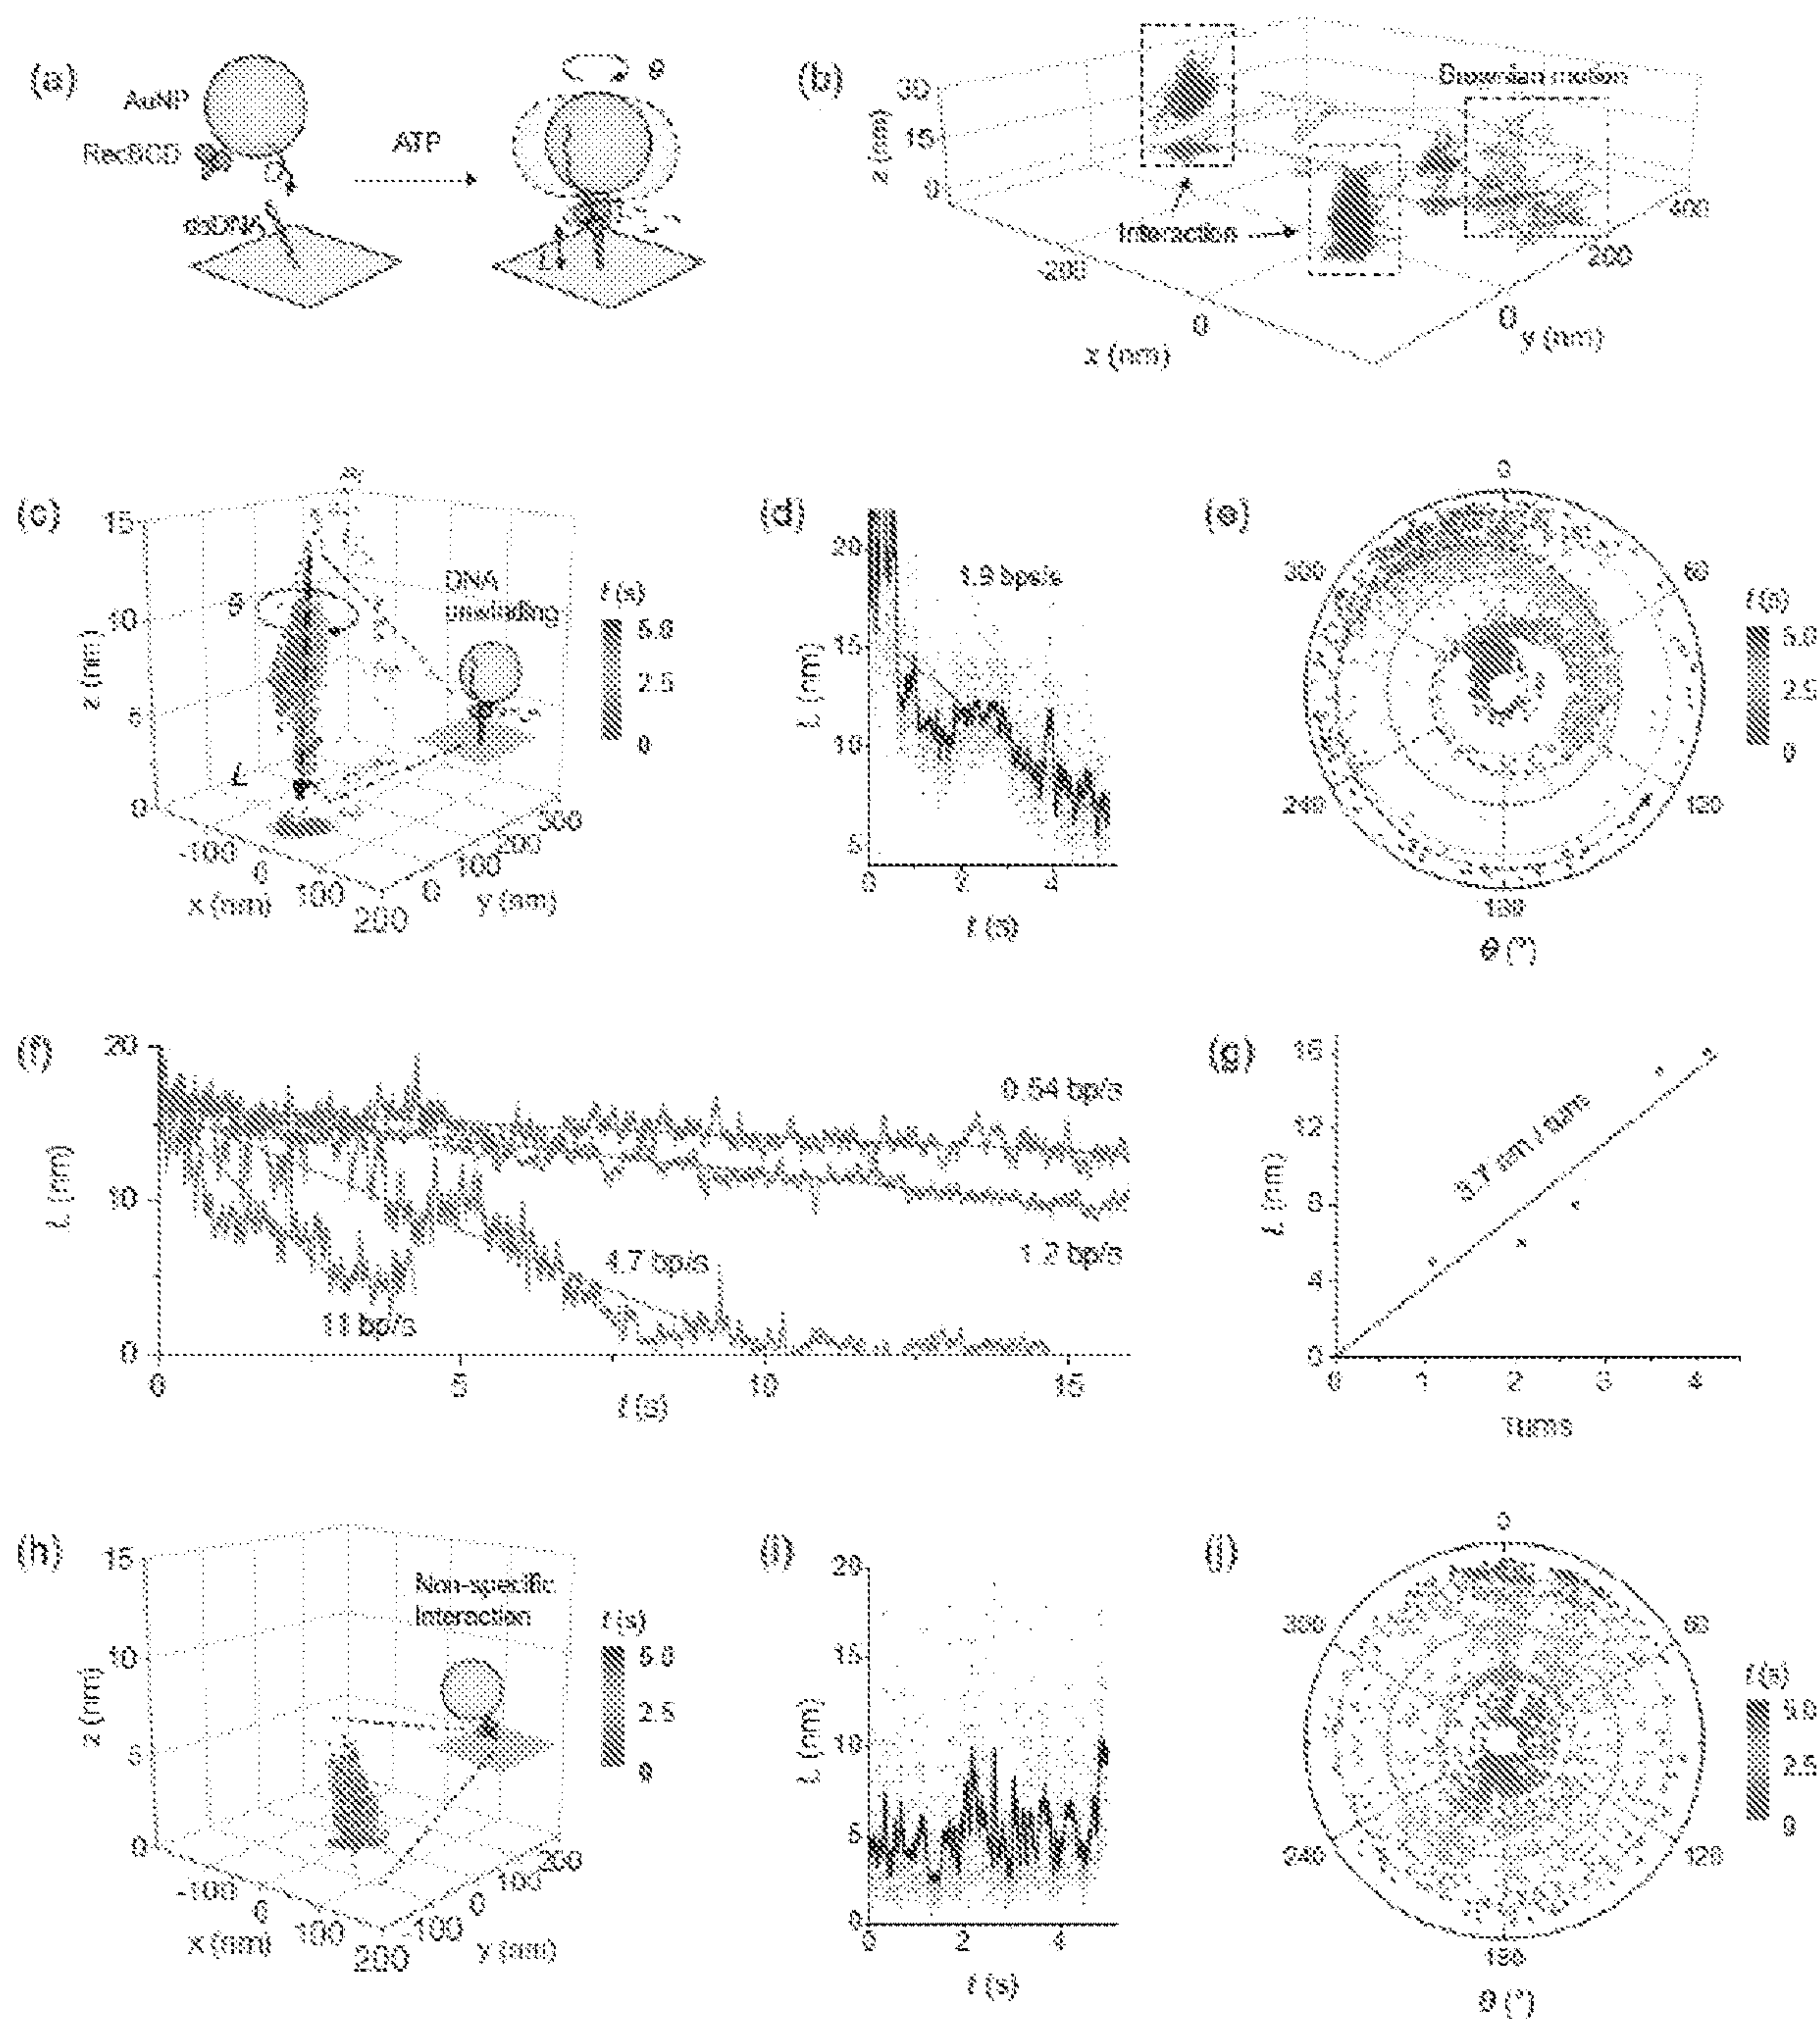 (a)
AuNP
RecBCD
dsDNA
ATP
θ
L
(b)
z (nm)
30
15
0
Brownian motion
Interaction
-200
0
x (nm)
400
200
0
y (nm)
(c)
z (nm)
15
10
5
0
θ
L
DNA
unwinding
t (s)
5.0
2.5
0
-100
0
100
200
x (nm)
0
100
200
300
y (nm)
(d)
L (nm)
20
15
10
5
1.9 bps/s
0
2
4
t (s)
(e)
0
60
120
180
240
300
θ (°)
t (s)
5.0
2.5
0
(f)
L (nm)
20
10
0
0.54 bp/s
1.2 bp/s
4.7 bp/s
11 bp/s
0
5
10
15
t (s)
(g)
L (nm)
16
12
8
4
0
3.7 nm / turn
0
1
2
3
4
Turns
(h)
z (nm)
15
10
5
0
Non-specific
Interaction
t (s)
5.0
2.5
0
-100
0
100
200
x (nm)
-100
0
100
200
y (nm)
(i)
L (nm)
20
15
10
5
0
0
2
4
t (s)
(j)
0
60
120
180
240
300
θ (°)
t (s)
5.0
2.5
0